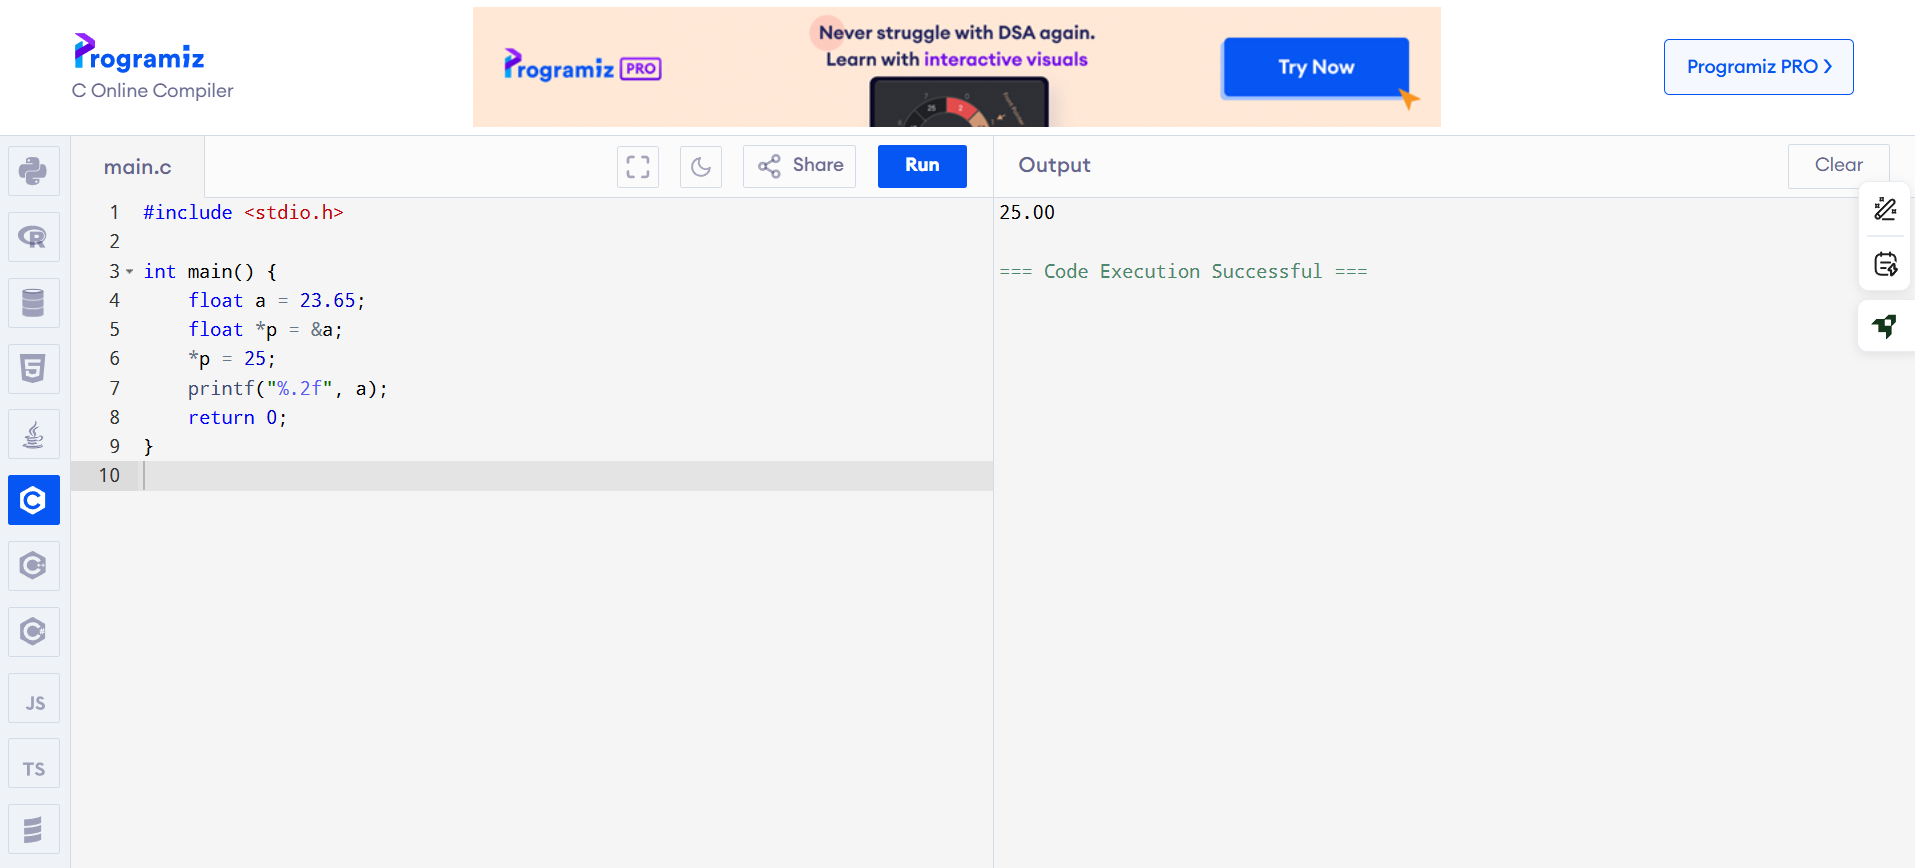 Programiz
C Online Compiler
Programiz PRO
Never struggle with DSA again.
Learn with interactive visuals
Try Now
Programiz PRO
main.c
Share
Run
Output
Clear
1 #include <stdio.h>
2
3 int main() {
4 float a = 23.65;
5 float *p = &a;
6 *p = 25;
7 printf("%.2f", a);
8 return 0;
9 }
10
25.00
=== Code Execution Successful ===
JS
TS